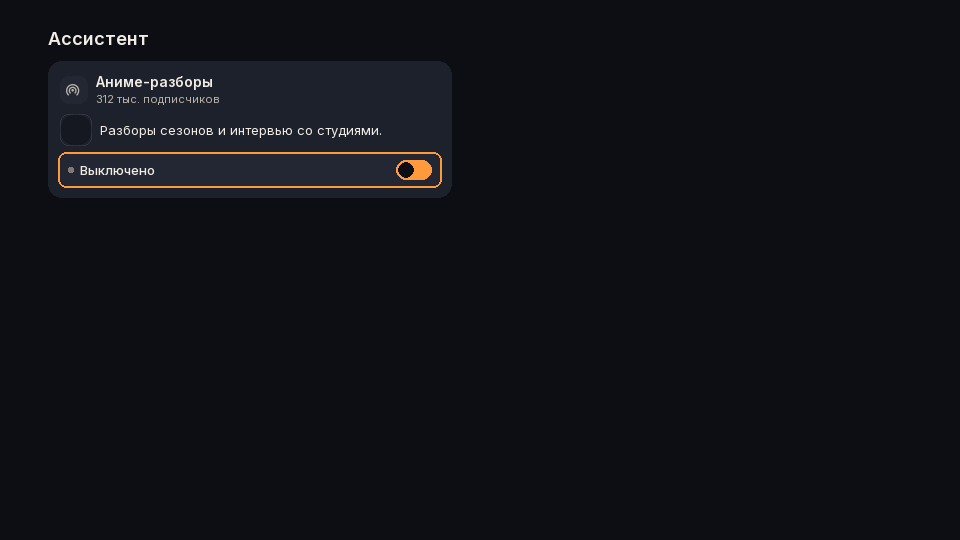 Ассистент
Аниме-разборы
312 тыс. подписчиков
Разборы сезонов и интервью со студиями.
Выключено